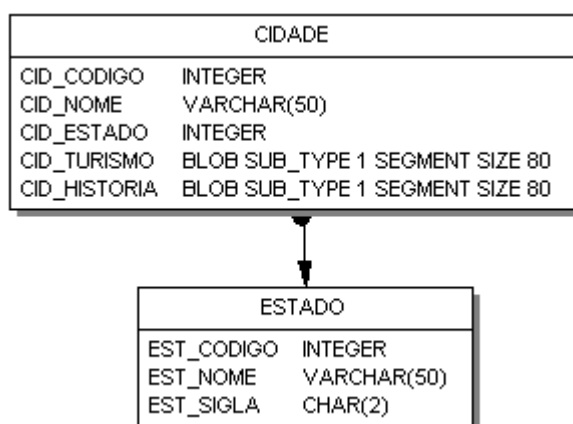 CIDADE
CID_CODIGO INTEGER
CID_NOME VARCHAR(50)
CID_ESTADO INTEGER
CID_TURISMO BLOB SUB_TYPE 1 SEGMENT SIZE 80
CID_HISTORIA BLOB SUB_TYPE 1 SEGMENT SIZE 80
ESTADO
EST_CODIGO INTEGER
EST_NOME VARCHAR(50)
EST_SIGLA CHAR(2)